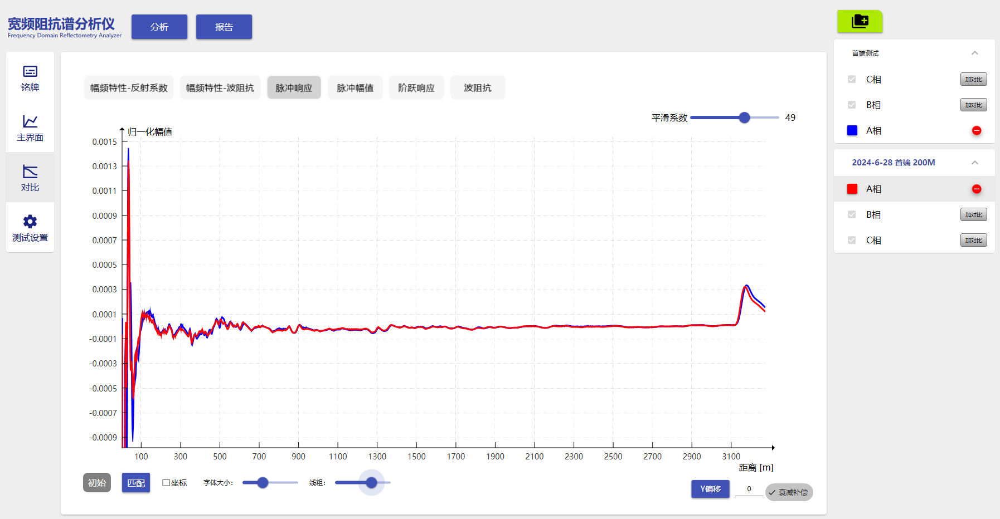 宽频阻抗谱分析仪
Frequency Domain Reflectometry Analyzer
分析
报告
铭牌
主界面
对比
测试设置
幅频特性-反射系数
幅频特性-波阻抗
脉冲响应
脉冲幅值
阶跃响应
波阻抗
平滑系数
49
归一化幅值
0.0015
0.0013
0.0011
0.0009
0.0007
0.0005
0.0003
0.0001
-0.0001
-0.0003
-0.0005
-0.0007
-0.0009
100
300
500
700
900
1100
1300
1500
1700
1900
2100
2300
2500
2700
2900
3100
距离 [m]
初始
匹配
坐标
字体大小:
线粗:
Y偏移
0
衰减补偿
首端测试
C相
加对比
B相
加对比
A相
2024-6-28 首端 200M
A相
B相
加对比
C相
加对比